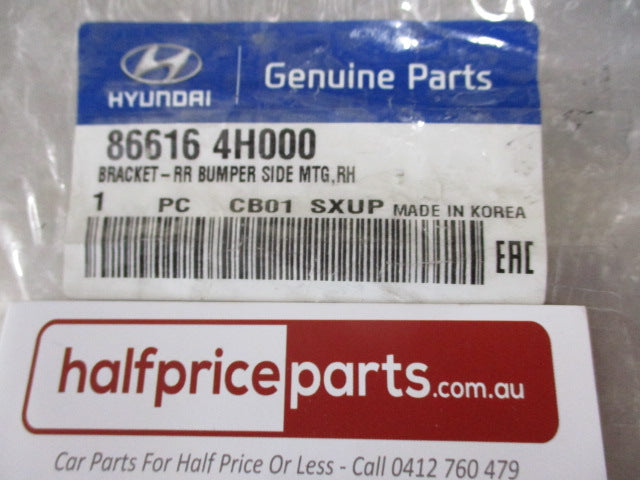 HYUNDAI
Genuine Parts
86616 4H000
BRACKET-RR BUMPER SIDE MTG,RH
1 PC CB01 SXUP MADE IN KOREA
EAC
halfpriceparts.com.au
Car Parts For Half Price Or Less - Call 0412 760 479